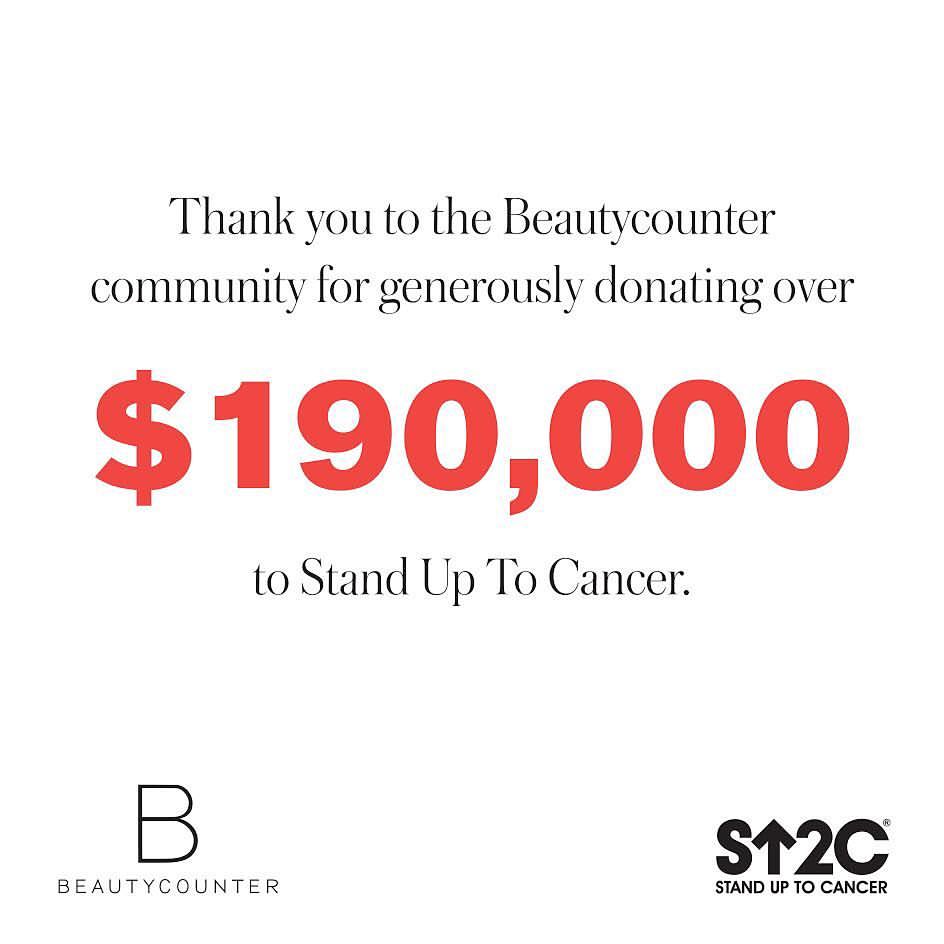 Thank you to the Beautycounter
community for generously donating over
$190,000
to Stand Up To Cancer.
B
BEAUTYCOUNTER
S↑2C®
STAND UP TO CANCER